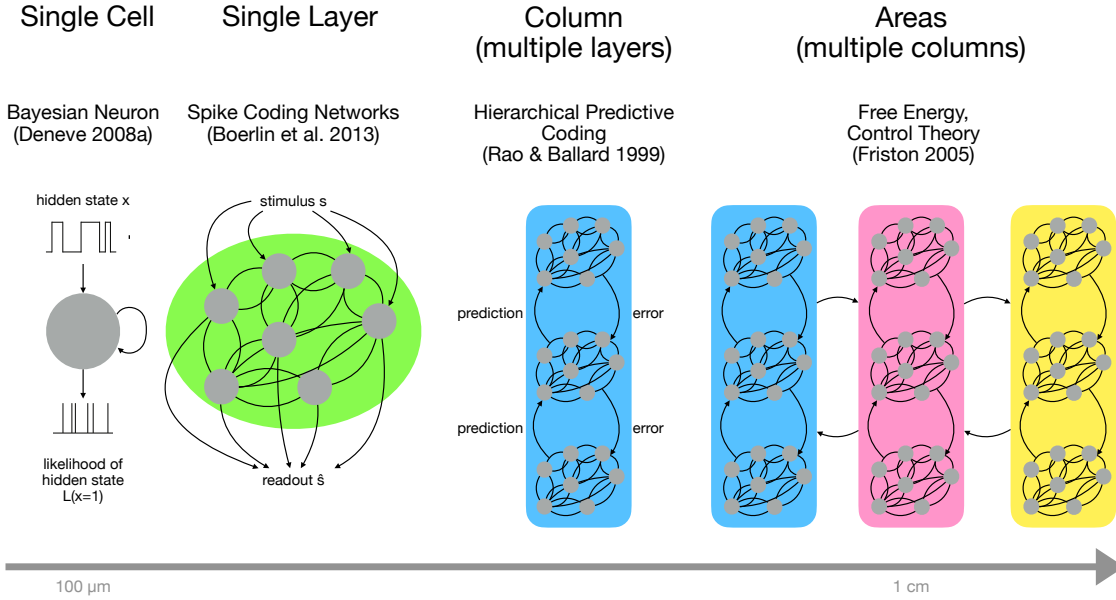 Single Cell
Single Layer
Column
(multiple layers)
Areas
(multiple columns)
Bayesian Neuron
(Deneve 2008a)
Spike Coding Networks
(Boerlin et al. 2013)
Hierarchical Predictive
Coding
(Rao & Ballard 1999)
Free Energy,
Control Theory
(Friston 2005)
hidden state x
stimulus s
prediction
error
prediction
error
likelihood of
hidden state
L(x=1)
readout ŝ
100 µm
1 cm